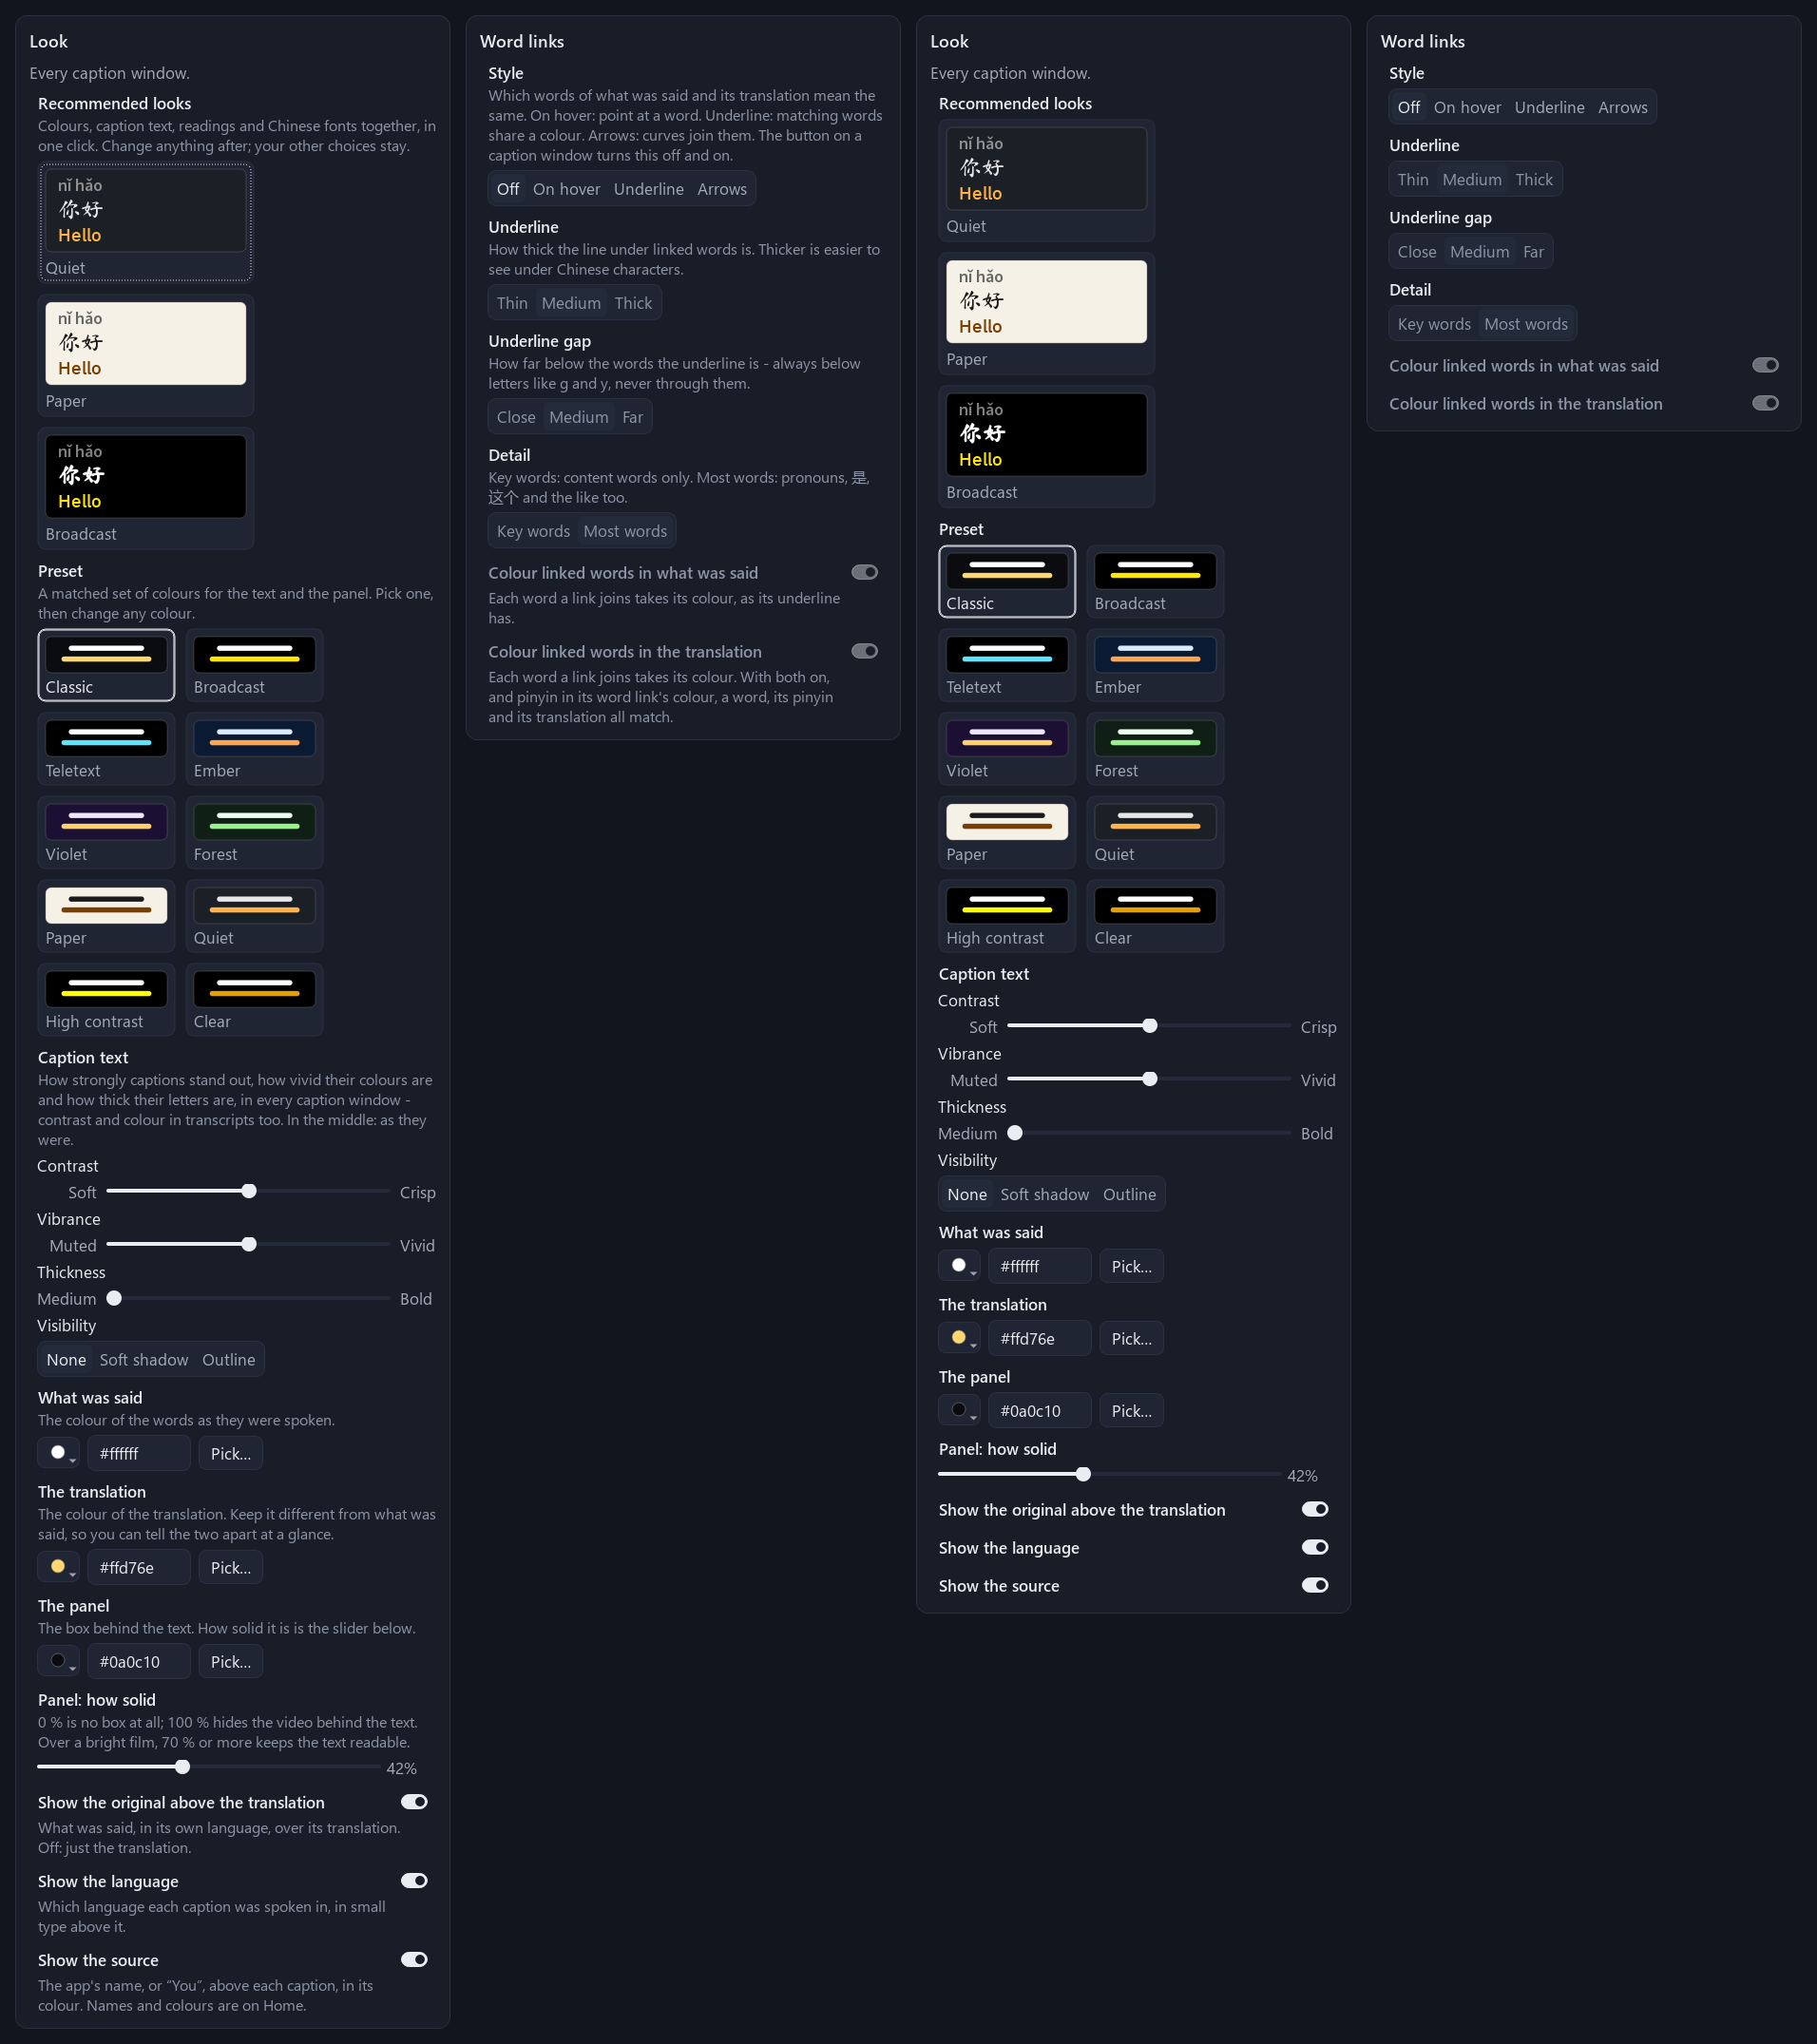 Look
Every caption window.
Recommended looks
Colours, caption text, readings and Chinese fonts together, in
one click. Change anything after; your other choices stay.
nǐ hǎo
你好
Hello
Quiet
nǐ hǎo
你好
Hello
Paper
nǐ hǎo
你好
Hello
Broadcast
Preset
A matched set of colours for the text and the panel. Pick one,
then change any colour.
Classic
Broadcast
Teletext
Ember
Violet
Forest
Paper
Quiet
High contrast
Clear
Caption text
How strongly captions stand out, how vivid their colours are
and how thick their letters are, in every caption window -
contrast and colour in transcripts too. In the middle: as they
were.
Contrast
Soft Crisp
Vibrance
Muted Vivid
Thickness
Medium Bold
Visibility
None Soft shadow Outline
What was said
The colour of the words as they were spoken.
#ffffff Pick...
The translation
The colour of the translation. Keep it different from what was
said, so you can tell the two apart at a glance.
#ffd76e Pick...
The panel
The box behind the text. How solid it is is the slider below.
#0a0c10 Pick...
Panel: how solid
0 % is no box at all; 100 % hides the video behind the text.
Over a bright film, 70 % or more keeps the text readable.
42%
Show the original above the translation
What was said, in its own language, over its translation.
Off: just the translation.
Show the language
Which language each caption was spoken in, in small
type above it.
Show the source
The app's name, or “You”, above each caption, in its
colour. Names and colours are on Home.
Word links
Style
Which words of what was said and its translation mean the
same. On hover: point at a word. Underline: matching words
share a colour. Arrows: curves join them. The button on a
caption window turns this off and on.
Off On hover Underline Arrows
Underline
How thick the line under linked words is. Thicker is easier to
see under Chinese characters.
Thin Medium Thick
Underline gap
How far below the words the underline is - always below
letters like g and y, never through them.
Close Medium Far
Detail
Key words: content words only. Most words: pronouns, 是,
这个 and the like too.
Key words Most words
Colour linked words in what was said
Each word a link joins takes its colour, as its underline
has.
Colour linked words in the translation
Each word a link joins takes its colour. With both on,
and pinyin in its word link's colour, a word, its pinyin
and its translation all match.
Look
Every caption window.
Recommended looks
nǐ hǎo
你好
Hello
Quiet
nǐ hǎo
你好
Hello
Paper
nǐ hǎo
你好
Hello
Broadcast
Preset
Classic
Broadcast
Teletext
Ember
Violet
Forest
Paper
Quiet
High contrast
Clear
Caption text
Contrast
Soft Crisp
Vibrance
Muted Vivid
Thickness
Medium Bold
Visibility
None Soft shadow Outline
What was said
#ffffff Pick...
The translation
#ffd76e Pick...
The panel
#0a0c10 Pick...
Panel: how solid
42%
Show the original above the translation
Show the language
Show the source
Word links
Style
Off On hover Underline Arrows
Underline
Thin Medium Thick
Underline gap
Close Medium Far
Detail
Key words Most words
Colour linked words in what was said
Colour linked words in the translation